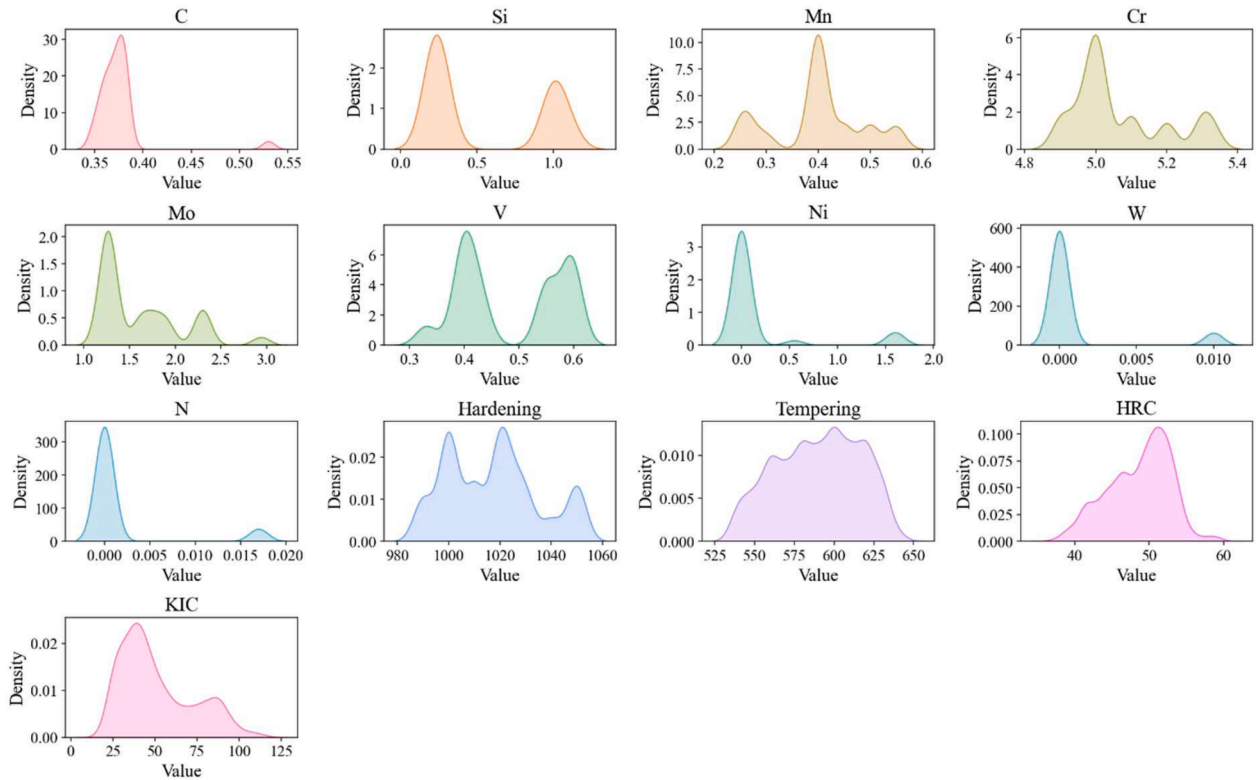 C
Si
Mn
Cr
Density
30
20
10
0
0.35 0.40 0.45 0.50 0.55
Value
Density
2
1
0
0.0 0.5 1.0
Value
Density
10.0
7.5
5.0
2.5
0.0
0.2 0.3 0.4 0.5 0.6
Value
Density
6
4
2
0
4.8 5.0 5.2 5.4
Value
Mo
V
Ni
W
Density
2.0
1.5
1.0
0.5
0.0
1.0 1.5 2.0 2.5 3.0
Value
Density
6
4
2
0
0.3 0.4 0.5 0.6
Value
Density
3
2
1
0
0.0 0.5 1.0 1.5 2.0
Value
Density
600
400
200
0
0.000 0.005 0.010
Value
N
Hardening
Tempering
HRC
Density
300
200
100
0
0.000 0.005 0.010 0.015 0.020
Value
Density
0.02
0.01
0.00
980 1000 1020 1040 1060
Value
Density
0.010
0.005
0.000
525 550 575 600 625 650
Value
Density
0.100
0.075
0.050
0.025
0.000
40 50 60
Value
KIC
Density
0.02
0.01
0.00
0 25 50 75 100 125
Value